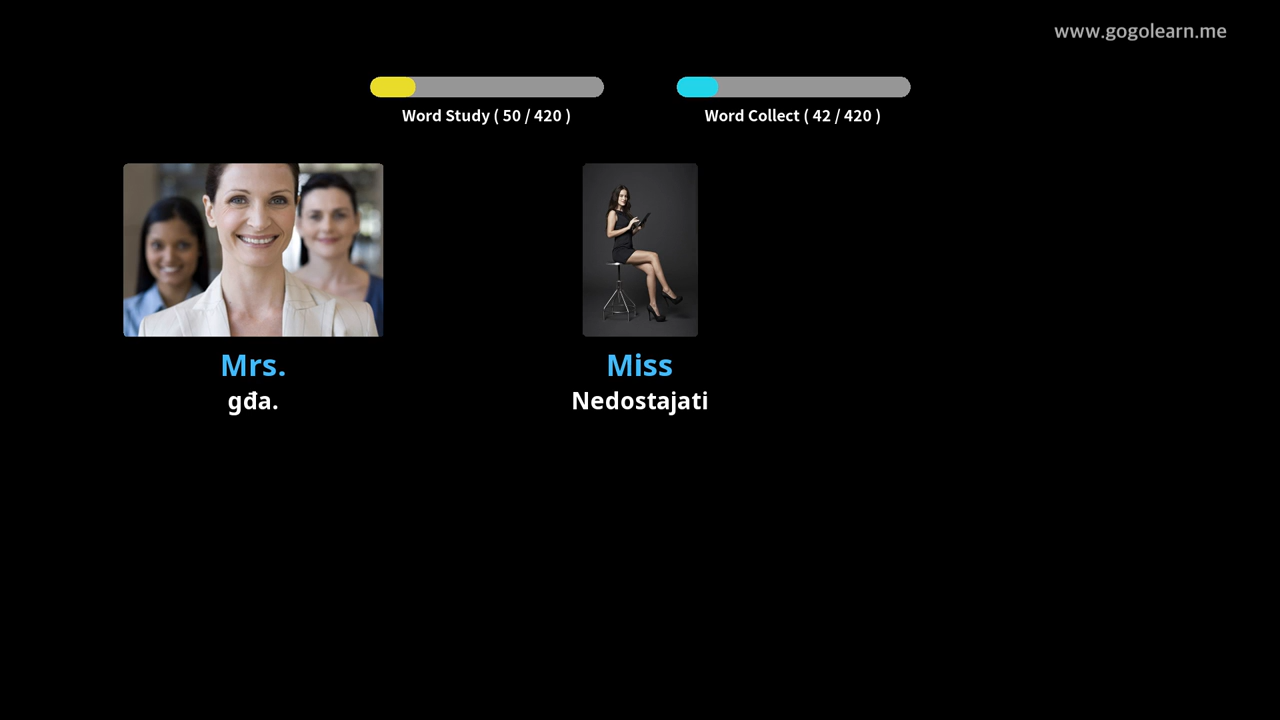 www.gogolearn.me
Word Study ( 50 / 420 )
Word Collect ( 42 / 420 )
Mrs.
gđa.
Miss
Nedostajati